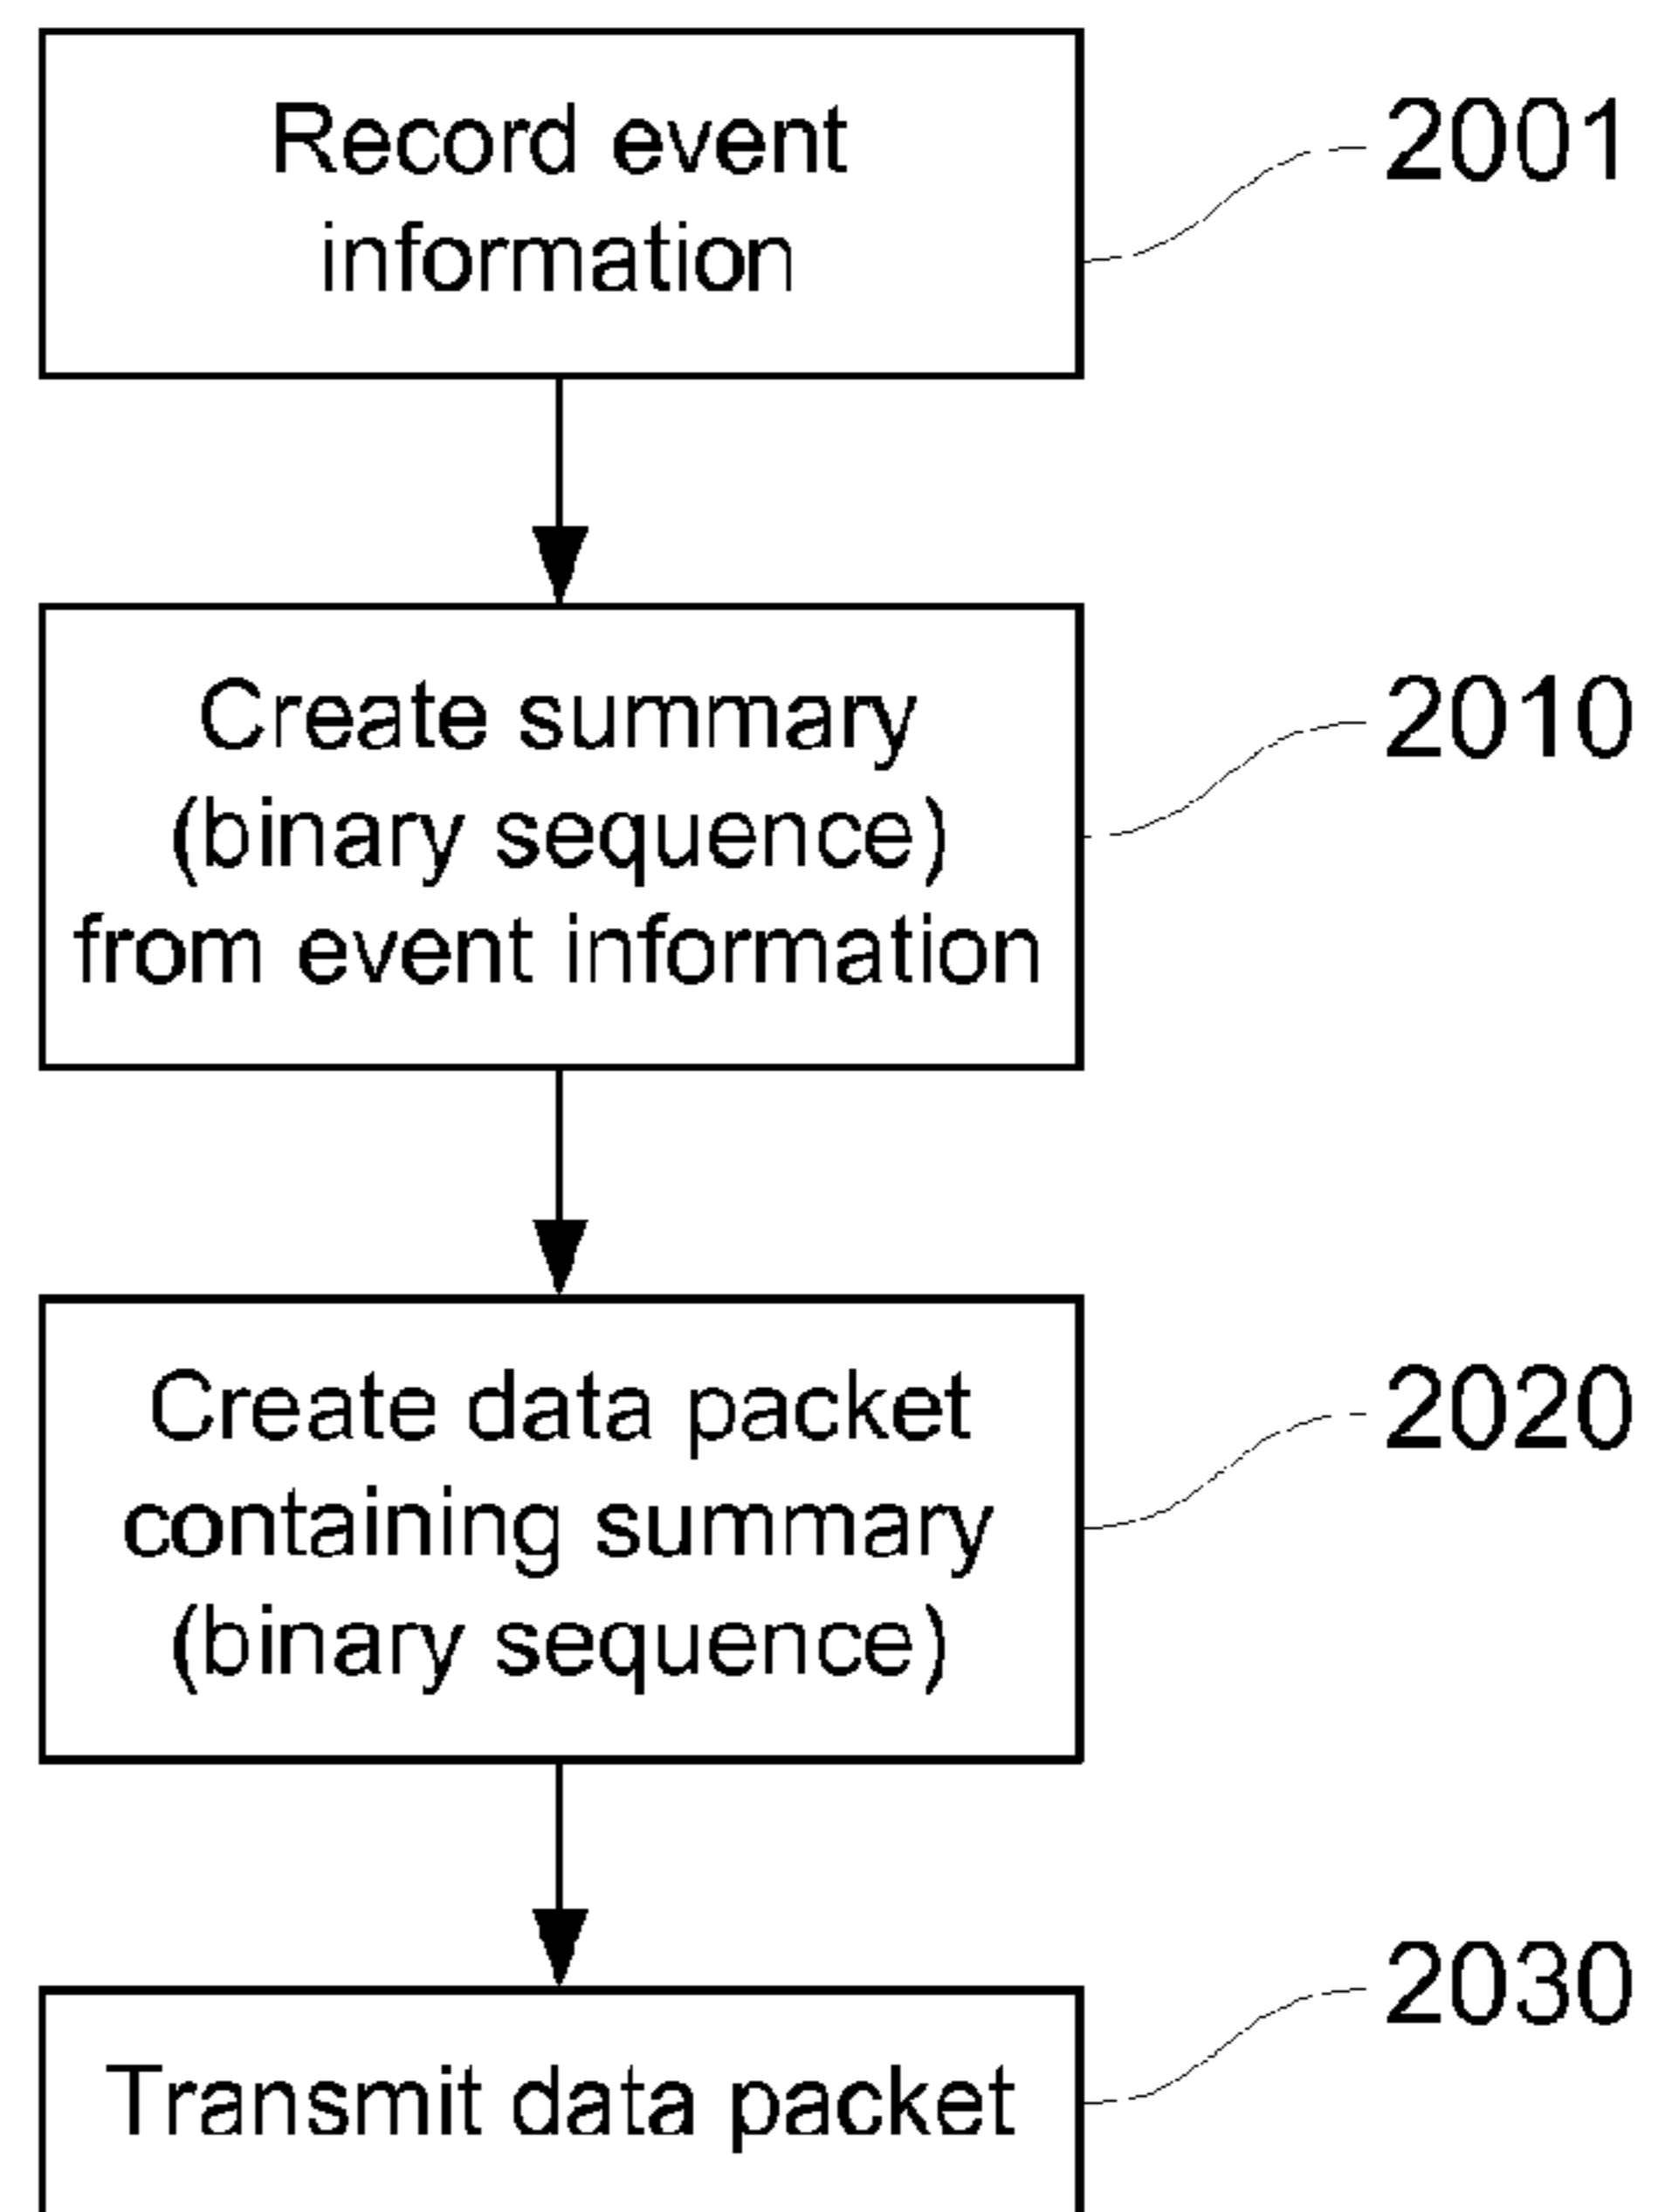 Record event
information
2001
Create summary
(binary sequence)
from event information
2010
Create data packet
containing summary
(binary sequence)
2020
Transmit data packet
2030